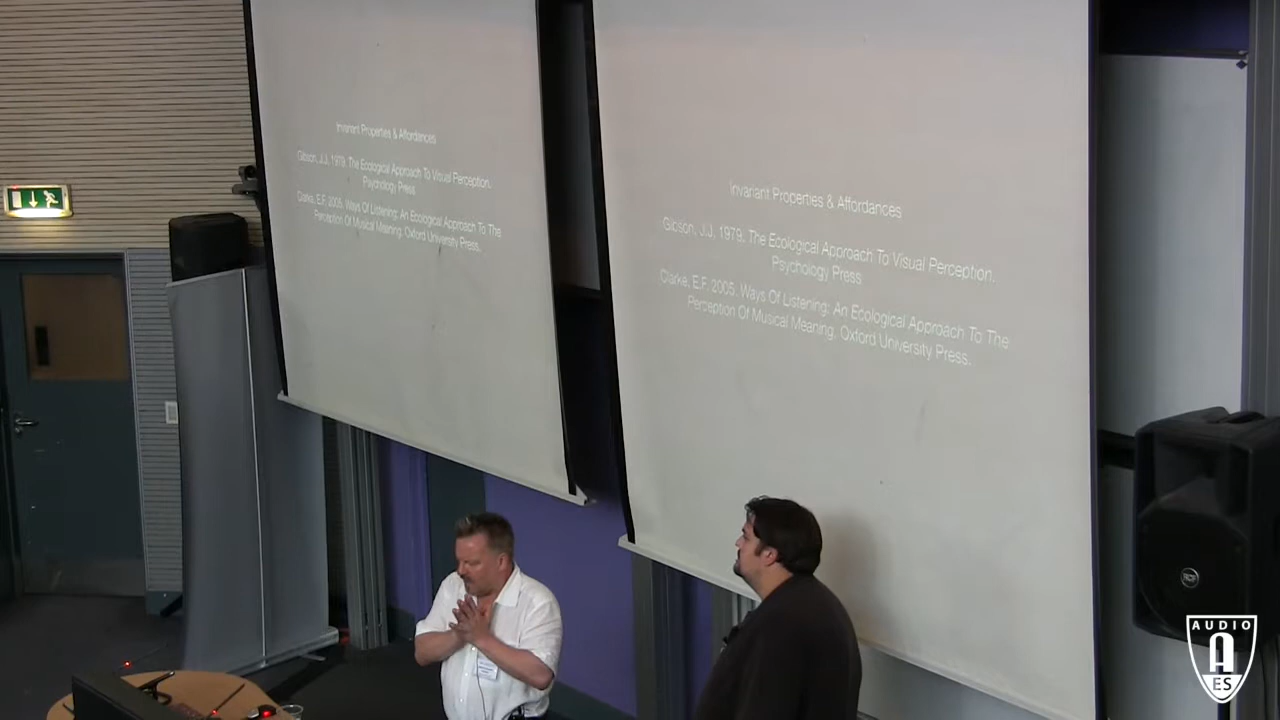 Invariant Properties & Affordances
Gibson, J.J, 1979. The Ecological Approach To Visual Perception.
Psychology Press
Clarke, E.F. 2005. Ways Of Listening: An Ecological Approach To The
Perception Of Musical Meaning. Oxford University Press.
Invariant Properties & Affordances
Gibson, J.J, 1979. The Ecological Approach To Visual Perception.
Psychology Press
Clarke, E.F. 2005. Ways Of Listening: An Ecological Approach To The
Perception Of Musical Meaning. Oxford University Press.
RCF
AUDIO
A
ES